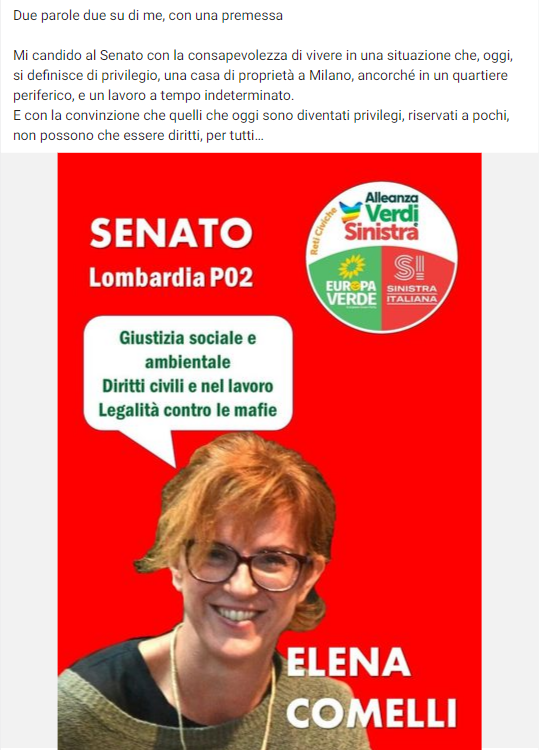 Due parole due su di me, con una premessa
Mi candido al Senato con la consapevolezza di vivere in una situazione che, oggi,
si definisce di privilegio, una casa di proprietà a Milano, ancorché in un quartiere
periferico, e un lavoro a tempo indeterminato.
E con la convinzione che quelli che oggi sono diventati privilegi, riservati a pochi,
non possono che essere diritti, per tutti...
SENATO
Lombardia P02
Reti Civiche
Alleanza
Verdi
Sinistra
EUROPA
VERDE
SI
SINISTRA
ITALIANA
Giustizia sociale e
ambientale
Diritti civili e nel lavoro
Legalità contro le mafie
ELENA
COMELLI